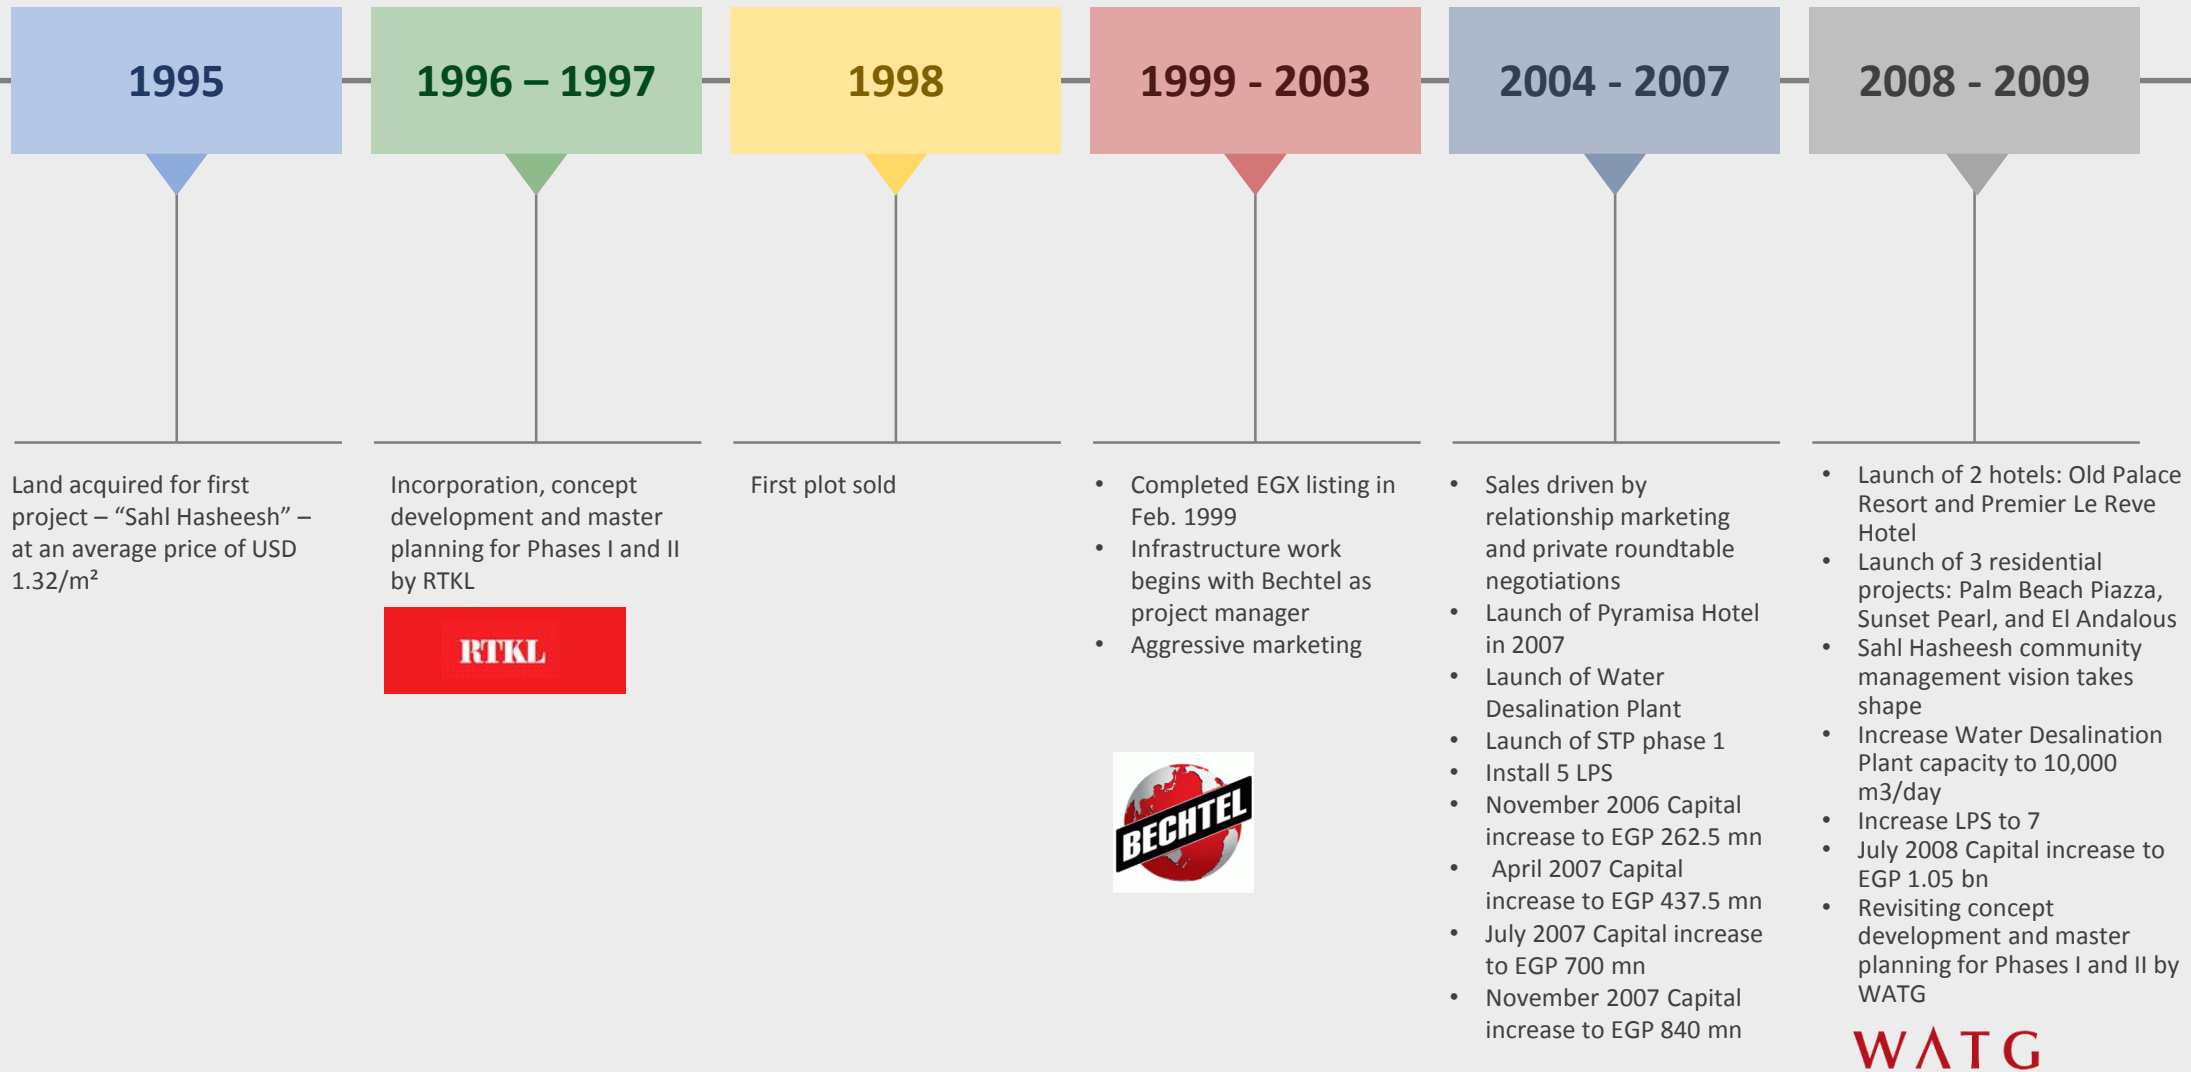 1995
1996 – 1997
1998
1999 - 2003
2004 - 2007
2008 - 2009
Land acquired for first
project – “Sahl Hasheesh” –
at an average price of USD
1.32/m²
Incorporation, concept
development and master
planning for Phases I and II
by RTKL
RTKL
First plot sold
• Completed EGX listing in
Feb. 1999
• Infrastructure work
begins with Bechtel as
project manager
• Aggressive marketing
BECHTEL
• Sales driven by
relationship marketing
and private roundtable
negotiations
• Launch of Pyramisa Hotel
in 2007
• Launch of Water
Desalination Plant
• Launch of STP phase 1
• Install 5 LPS
• November 2006 Capital
increase to EGP 262.5 mn
• April 2007 Capital
increase to EGP 437.5 mn
• July 2007 Capital increase
to EGP 700 mn
• November 2007 Capital
increase to EGP 840 mn
• Launch of 2 hotels: Old Palace
Resort and Premier Le Reve
Hotel
• Launch of 3 residential
projects: Palm Beach Piazza,
Sunset Pearl, and El Andalous
• Sahl Hasheesh community
management vision takes
shape
• Increase Water Desalination
Plant capacity to 10,000
m3/day
• Increase LPS to 7
• July 2008 Capital increase to
EGP 1.05 bn
• Revisiting concept
development and master
planning for Phases I and II by
WATG
WATG